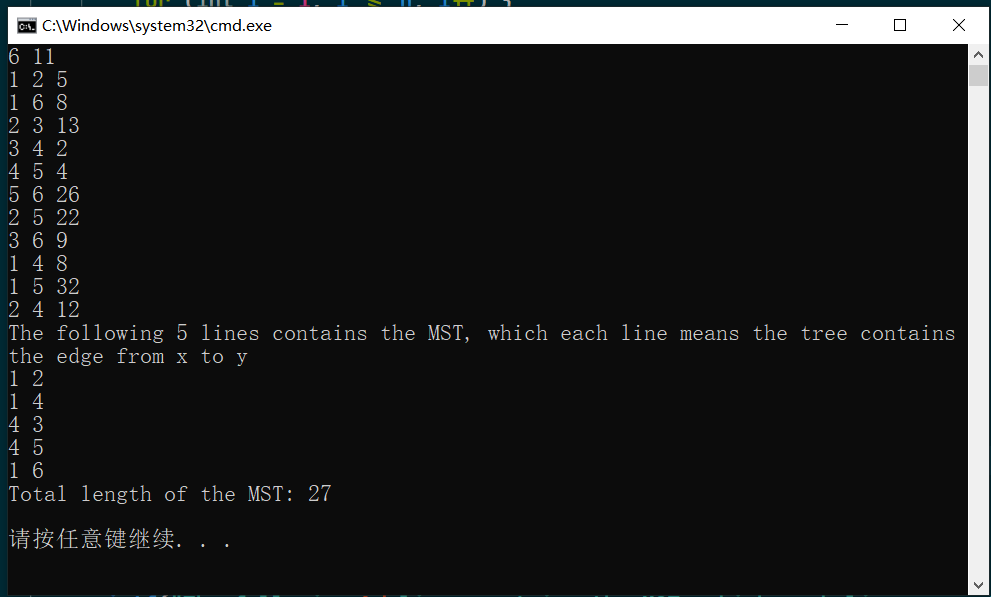 C:\Windows\system32\cmd.exe
6 11
1 2 5
1 6 8
2 3 13
3 4 2
4 5 4
5 6 26
2 5 22
3 6 9
1 4 8
1 5 32
2 4 12
The following 5 lines contains the MST, which each line means the tree contains
the edge from x to y
1 2
1 4
4 3
4 5
1 6
Total length of the MST: 27
请按任意键继续. . .